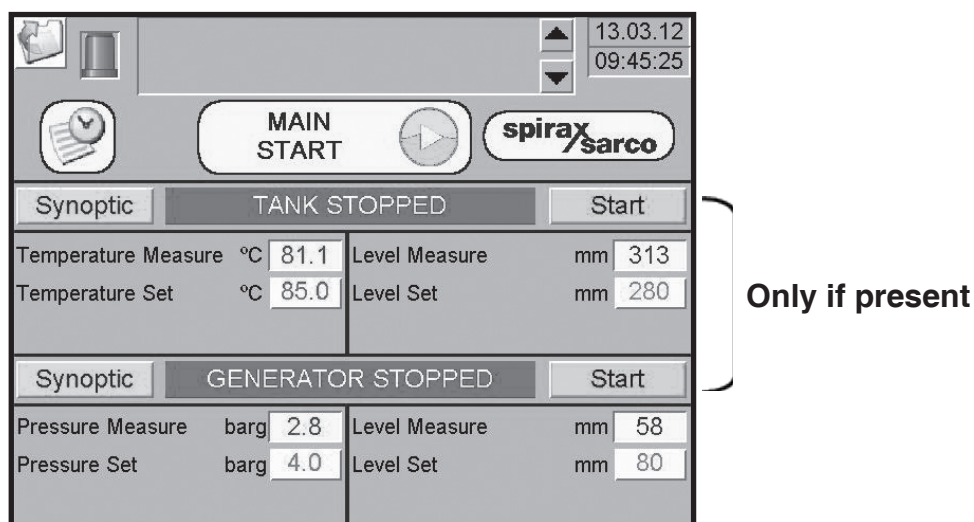 13.03.12
09:45:25
MAIN
START
spirax
sarco
Synoptic TANK STOPPED Start
Temperature Measure ºC 81.1 Level Measure mm 313
Temperature Set ºC 85.0 Level Set mm 280
Only if present
Synoptic GENERATOR STOPPED Start
Pressure Measure barg 2.8 Level Measure mm 58
Pressure Set barg 4.0 Level Set mm 80